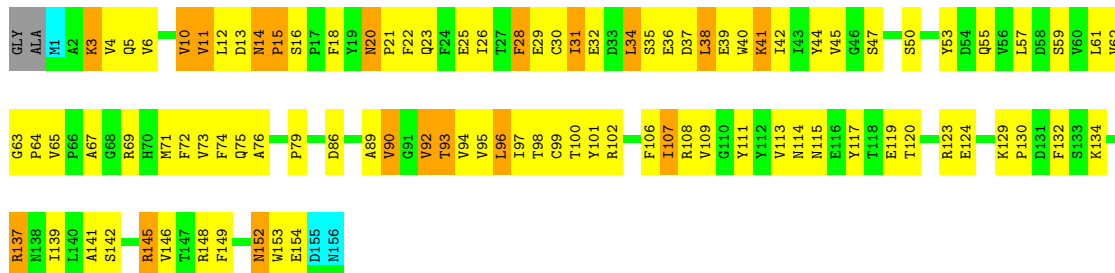 GLY ALA M1 A2 K3 V4 Q5 V6 V10 V11 L12 D13 N14 P15 S16 P17 F18 Y19 N20 P21 F22 Q23 F24 E25 I26 T27 F28 E29 C30 I31 E32 D33 L34 S35 E36 D37 L38 E39 W40 K41 I42 I43 Y44 V45 G46 S47 S50 Y53 D54 Q55 V56 L57 D58 S59 V60 L61 V62
G63 P64 V65 P66 A67 G68 R69 H70 M71 F72 V73 F74 Q75 A76 P79 D86 A89 V90 G91 V92 T93 V94 V95 L96 I97 T98 C99 T100 Y101 R102 F106 I107 R108 V109 G110 Y111 Y112 V113 N114 N115 E116 Y117 T118 E119 T120 R123 E124 K129 P130 D131 F132 S133 K134
R137 N138 I139 L140 A141 S142 R145 V146 T147 R148 F149 N152 W153 E154 D155 N156